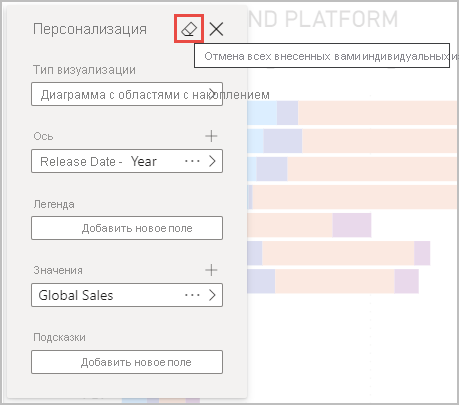 ND PLATFORM
Персонализация
Отмена всех внесенных вами индивидуальных из
Тип визуализации
Диаграмма с областями с накоплением
Ось
Release Date - Year
Легенда
Добавить новое поле
Значения
Global Sales
Подсказки
Добавить новое поле